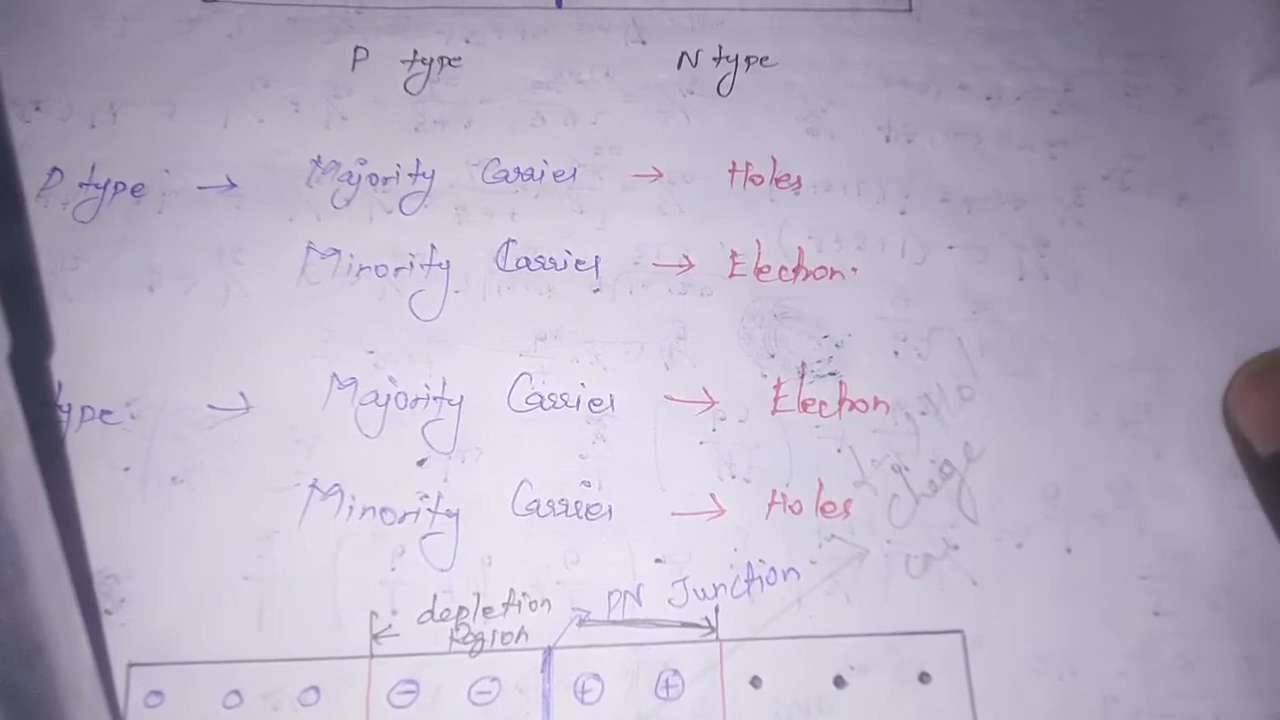 P type N type
P type: → Majority Carrier → Holes
Minority Carrier → Electron.
ype: → Majority Carrier → Electron
Minority Carrier → Holes
depletion Region
PN Junction